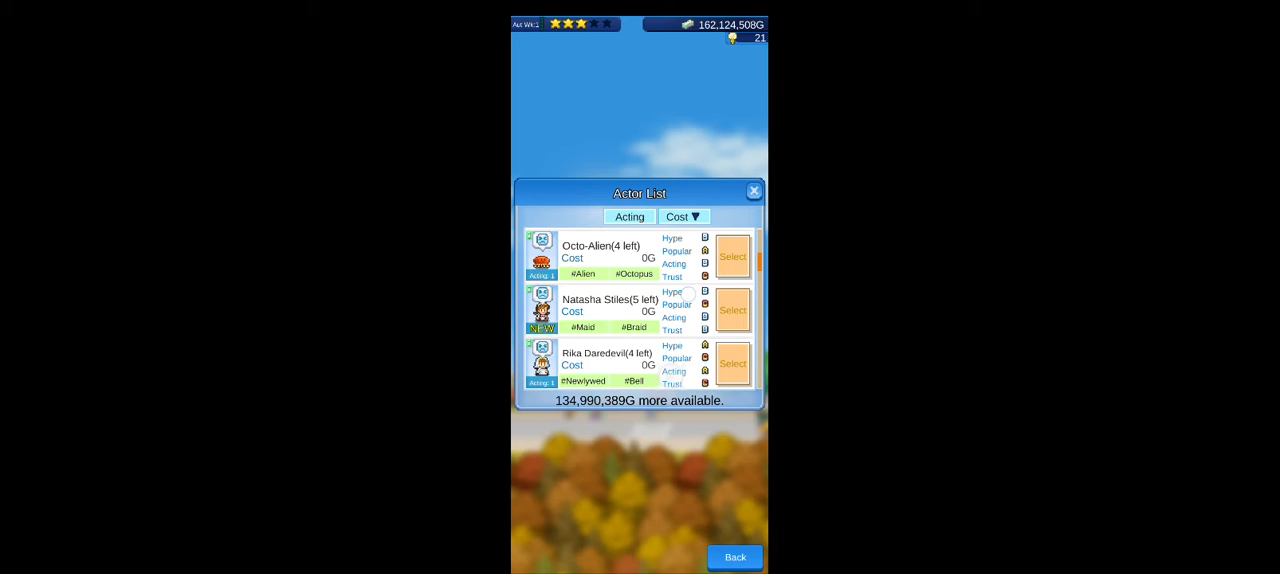 162,124,508G
21
Actor List
Acting Cost ▼
Octo-Alien(4 left)
Cost 0G
#Alien #Octopus
Acting: 1
Hype
Popular
Acting
Trust
Select
Natasha Stiles(5 left)
Cost 0G
#Maid #Braid
NEW
Hype
Popular
Acting
Trust
Select
Rika Daredevil(4 left)
Cost 0G
#Newlywed #Bell
Acting: 1
Hype
Popular
Acting
Trust
Select
134,990,389G more available.
Back